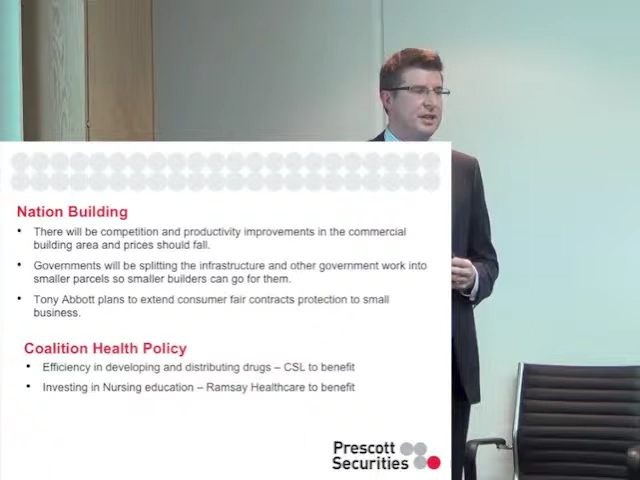 Nation Building
• There will be competition and productivity improvements in the commercial
building area and prices should fall.
• Governments will be splitting the infrastructure and other government work into
smaller parcels so smaller builders can go for them.
• Tony Abbott plans to extend consumer fair contracts protection to small
business.
Coalition Health Policy
• Efficiency in developing and distributing drugs – CSL to benefit
• Investing in Nursing education – Ramsay Healthcare to benefit
Prescott
Securities